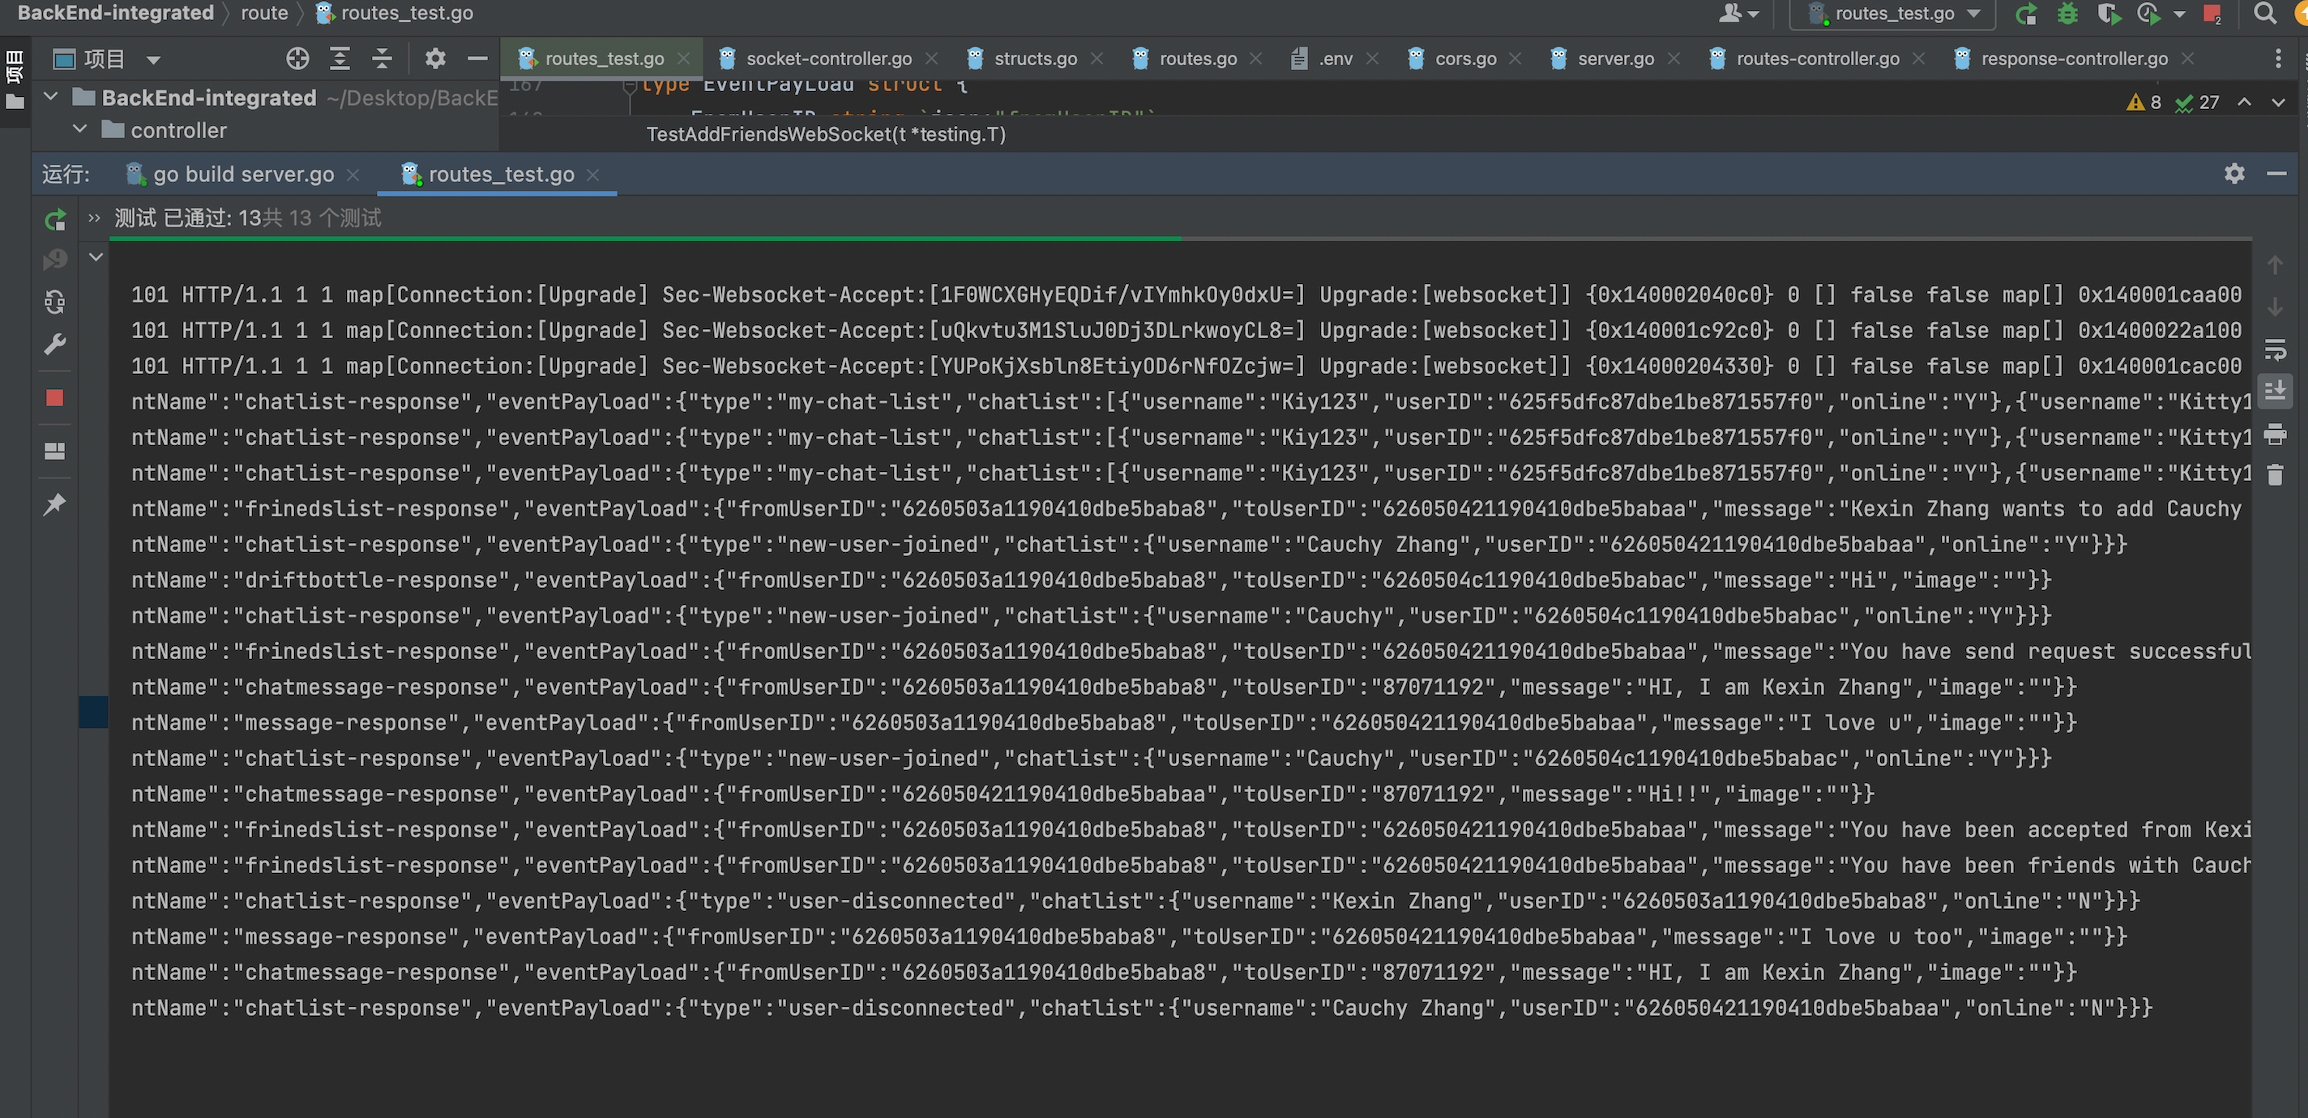 BackEnd-integrated route routes_test.go routes_test.go
项目 项目 routes_test.go socket-controller.go structs.go routes.go .env cors.go server.go routes-controller.go response-controller.go
BackEnd-integrated ~/Desktop/BackE 167 type EventPayLoad struct { 8 27
controller
TestAddFriendsWebSocket(t *testing.T)
运行: go build server.go routes_test.go
测试 已通过: 13共 13 个测试
101 HTTP/1.1 1 1 map[Connection:[Upgrade] Sec-Websocket-Accept:[1F0WCXGHyEQDif/vIYmhkOy0dxU=] Upgrade:[websocket]] {0x140002040c0} 0 [] false false map[] 0x140001caa00
101 HTTP/1.1 1 1 map[Connection:[Upgrade] Sec-Websocket-Accept:[uQkvtu3M1SluJ0Dj3DLrkwoyCL8=] Upgrade:[websocket]] {0x140001c92c0} 0 [] false false map[] 0x1400022a100
101 HTTP/1.1 1 1 map[Connection:[Upgrade] Sec-Websocket-Accept:[YUPoKjXsbln8EtiyOD6rNfOZcjw=] Upgrade:[websocket]] {0x14000204330} 0 [] false false map[] 0x140001cac00
ntName":"chatlist-response","eventPayload":{"type":"my-chat-list","chatlist":[{"username":"Kiy123","userID":"625f5dfc87dbe1be871557f0","online":"Y"},{"username":"Kitty1
ntName":"chatlist-response","eventPayload":{"type":"my-chat-list","chatlist":[{"username":"Kiy123","userID":"625f5dfc87dbe1be871557f0","online":"Y"},{"username":"Kitty1
ntName":"chatlist-response","eventPayload":{"type":"my-chat-list","chatlist":[{"username":"Kiy123","userID":"625f5dfc87dbe1be871557f0","online":"Y"},{"username":"Kitty1
ntName":"frinedslist-response","eventPayload":{"fromUserID":"6260503a1190410dbe5baba8","toUserID":"626050421190410dbe5babaa","message":"Kexin Zhang wants to add Cauchy
ntName":"chatlist-response","eventPayload":{"type":"new-user-joined","chatlist":{"username":"Cauchy Zhang","userID":"626050421190410dbe5babaa","online":"Y"}}}
ntName":"driftbottle-response","eventPayload":{"fromUserID":"6260503a1190410dbe5baba8","toUserID":"6260504c1190410dbe5babac","message":"Hi","image":""}}
ntName":"chatlist-response","eventPayload":{"type":"new-user-joined","chatlist":{"username":"Cauchy","userID":"6260504c1190410dbe5babac","online":"Y"}}}
ntName":"frinedslist-response","eventPayload":{"fromUserID":"6260503a1190410dbe5baba8","toUserID":"626050421190410dbe5babaa","message":"You have send request successful
ntName":"chatmessage-response","eventPayload":{"fromUserID":"6260503a1190410dbe5baba8","toUserID":"87071192","message":"HI, I am Kexin Zhang","image":""}}
ntName":"message-response","eventPayload":{"fromUserID":"6260503a1190410dbe5baba8","toUserID":"626050421190410dbe5babaa","message":"I love u","image":""}}
ntName":"chatlist-response","eventPayload":{"type":"new-user-joined","chatlist":{"username":"Cauchy","userID":"6260504c1190410dbe5babac","online":"Y"}}}
ntName":"chatmessage-response","eventPayload":{"fromUserID":"626050421190410dbe5babaa","toUserID":"87071192","message":"Hi!!","image":""}}
ntName":"frinedslist-response","eventPayload":{"fromUserID":"6260503a1190410dbe5baba8","toUserID":"626050421190410dbe5babaa","message":"You have been accepted from Kexi
ntName":"frinedslist-response","eventPayload":{"fromUserID":"6260503a1190410dbe5baba8","toUserID":"626050421190410dbe5babaa","message":"You have been friends with Cauch
ntName":"chatlist-response","eventPayload":{"type":"user-disconnected","chatlist":{"username":"Kexin Zhang","userID":"6260503a1190410dbe5baba8","online":"N"}}}
ntName":"message-response","eventPayload":{"fromUserID":"6260503a1190410dbe5baba8","toUserID":"626050421190410dbe5babaa","message":"I love u too","image":""}}
ntName":"chatmessage-response","eventPayload":{"fromUserID":"6260503a1190410dbe5baba8","toUserID":"87071192","message":"HI, I am Kexin Zhang","image":""}}
ntName":"chatlist-response","eventPayload":{"type":"user-disconnected","chatlist":{"username":"Cauchy Zhang","userID":"626050421190410dbe5babaa","online":"N"}}}